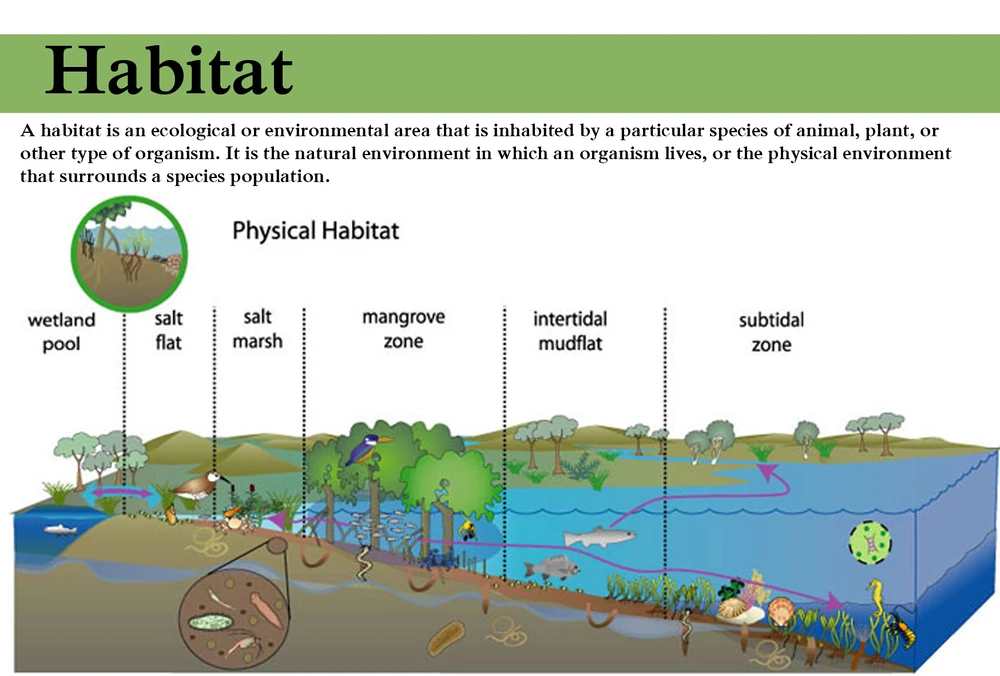 Habitat
A habitat is an ecological or environmental area that is inhabited by a particular species of animal, plant, or
other type of organism. It is the natural environment in which an organism lives, or the physical environment
that surrounds a species population.
Physical Habitat
wetland
pool
salt
flat
salt
marsh
mangrove
zone
intertidal
mudflat
subtidal
zone